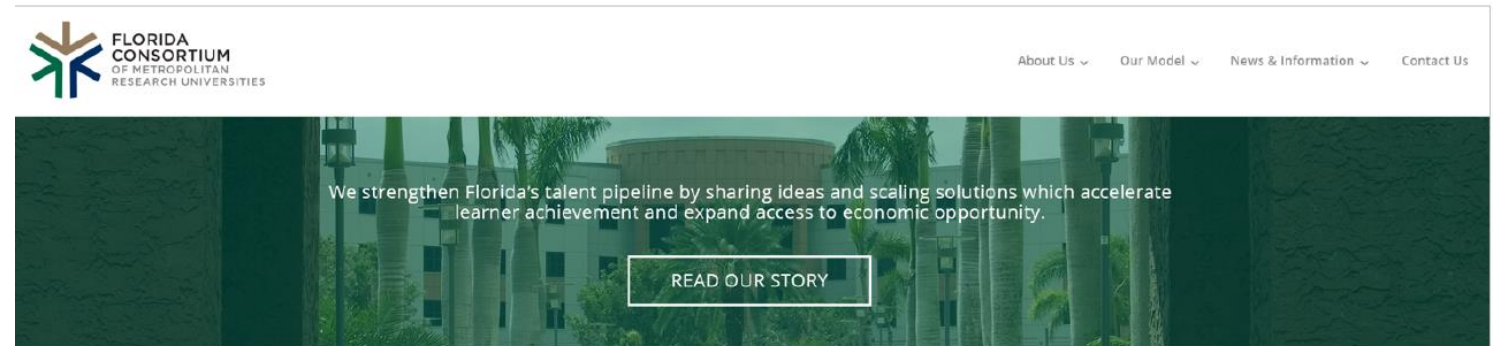 FLORIDA
CONSORTIUM
OF METROPOLITAN
RESEARCH UNIVERSITIES
About Us
Our Model
News & Information
Contact Us
We strengthen Florida's talent pipeline by sharing ideas and scaling solutions which accelerate
learner achievement and expand access to economic opportunity.
READ OUR STORY